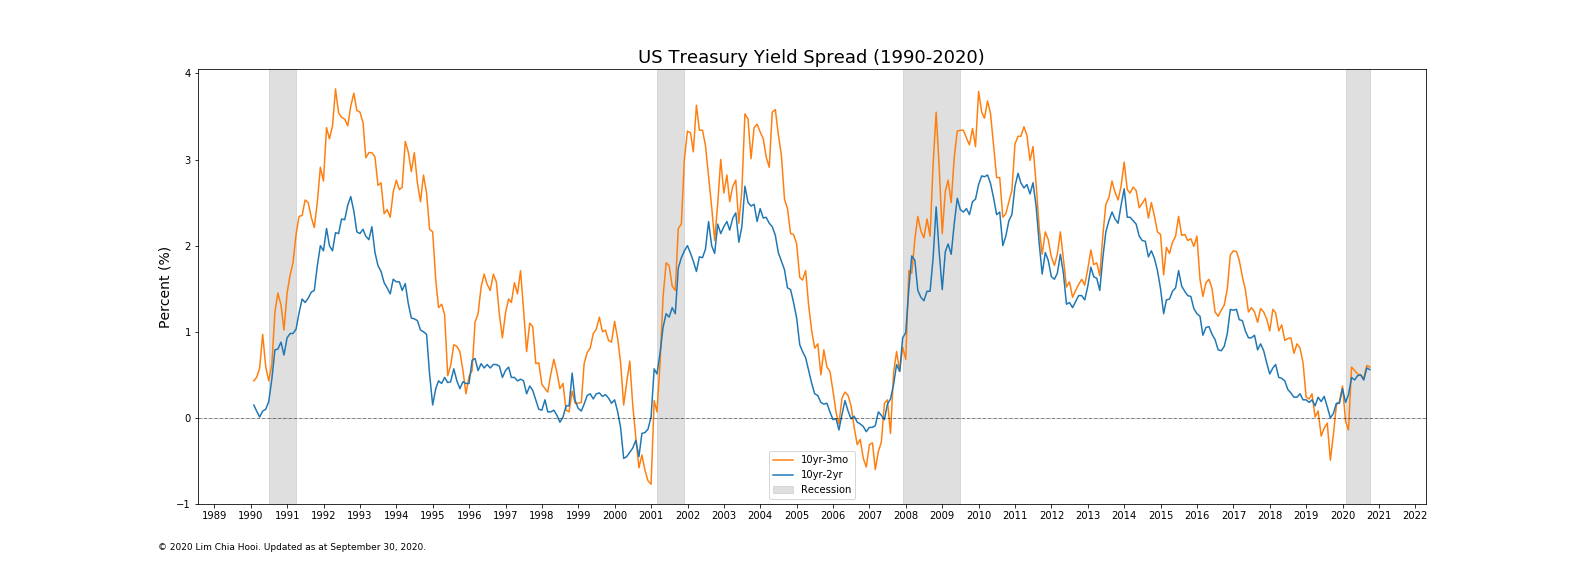 US Treasury Yield Spread (1990-2020)
Percent (%)
4
3
2
1
0
−1
10yr-3mo
10yr-2yr
Recession
1989 1990 1991 1992 1993 1994 1995 1996 1997 1998 1999 2000 2001 2002 2003 2004 2005 2006 2007 2008 2009 2010 2011 2012 2013 2014 2015 2016 2017 2018 2019 2020 2021 2022
© 2020 Lim Chia Hooi. Updated as at September 30, 2020.